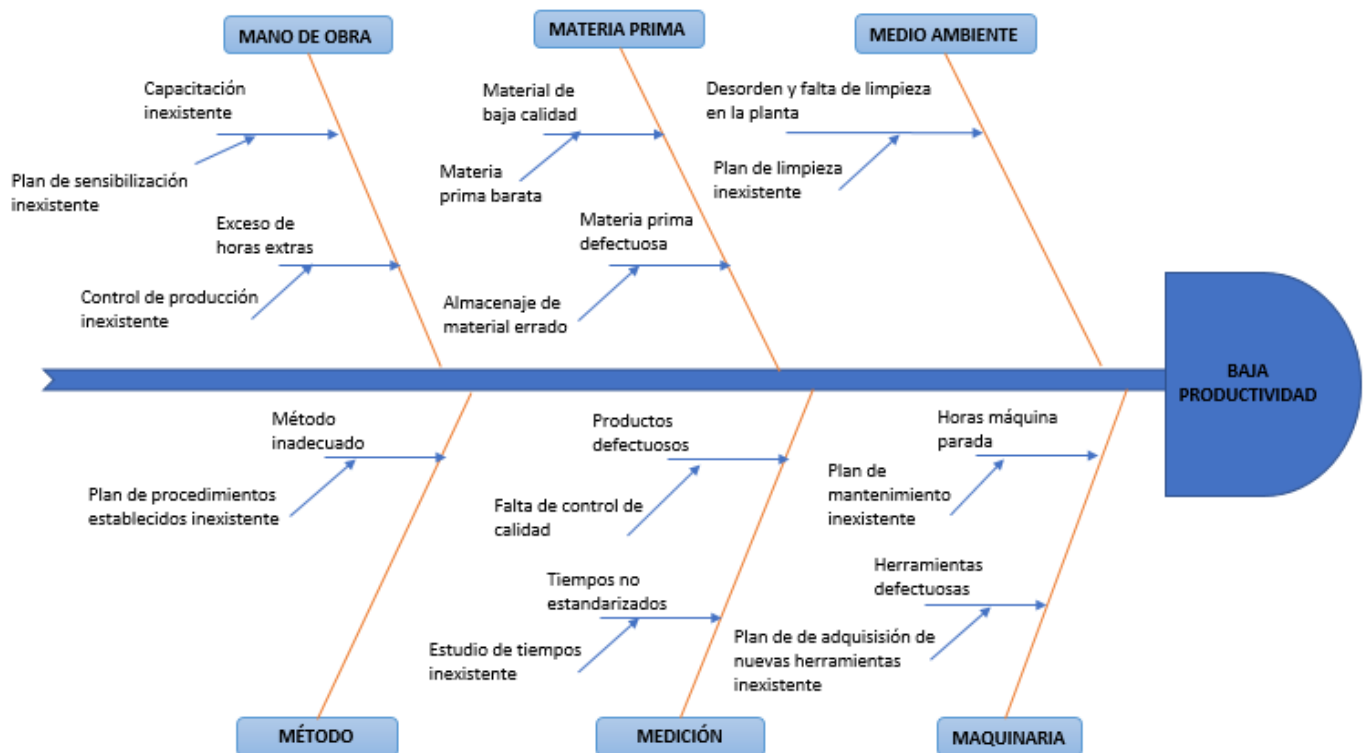 MANO DE OBRA
MATERIA PRIMA
MEDIO AMBIENTE
Capacitación
inexistente
Plan de sensibilización
inexistente
Exceso de
horas extras
Control de producción
inexistente
Material de
baja calidad
Materia
prima barata
Materia prima
defectuosa
Almacenaje de
material errado
Desorden y falta de limpieza
en la planta
Plan de limpieza
inexistente
BAJA
PRODUCTIVIDAD
Método
inadecuado
Plan de procedimientos
establecidos inexistente
Productos
defectuosos
Falta de control de
calidad
Tiempos no
estandarizados
Estudio de tiempos
inexistente
Horas máquina
parada
Plan de
mantenimiento
inexistente
Herramientas
defectuosas
Plan de de adquisisión de
nuevas herramientas
inexistente
MÉTODO
MEDICIÓN
MAQUINARIA